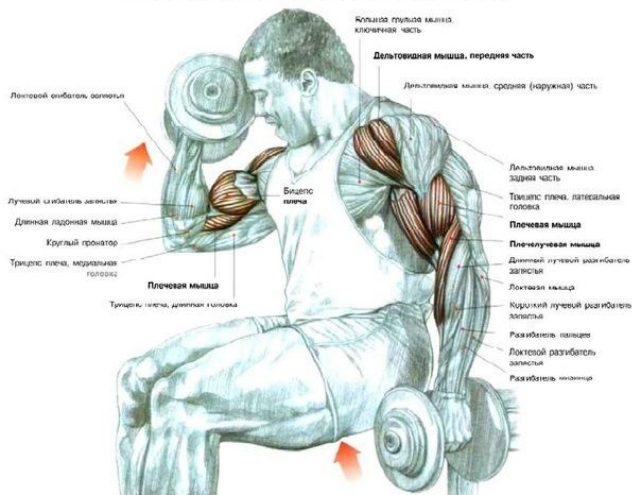 Большая грудная мышца,
ключичная часть
Дельтовидная мышца, передняя часть
Дельтовидная мышца, средняя (наружная) часть
Локтевой сгибатель запястья
Дельтовидная мышца,
задняя часть
Трицепс плеча, латеральная
головка
Плечевая мышца
Плечелучевая мышца
Длинный лучевой разгибатель
запястья
Локтевая мышца
Короткий лучевой разгибатель
запястья
Разгибатель пальцев
Локтевой разгибатель
запястья
Разгибатель мизинца
Бицепс
плеча
Лучевой сгибатель запястья
Длинная ладонная мышца
Круглый пронатор
Трицепс плеча, медиальная
головка
Плечевая мышца
Трицепс плеча, длинная головка